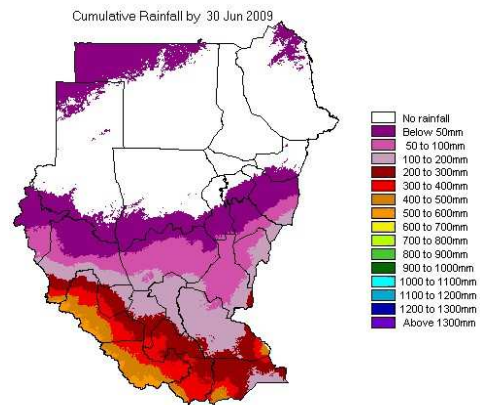 Cumulative Rainfall by 30 Jun 2009
No rainfall
Below 50mm
50 to 100mm
100 to 200mm
200 to 300mm
300 to 400mm
400 to 500mm
500 to 600mm
600 to 700mm
700 to 800mm
800 to 900mm
900 to 1000mm
1000 to 1100mm
1100 to 1200mm
1200 to 1300mm
Above 1300mm